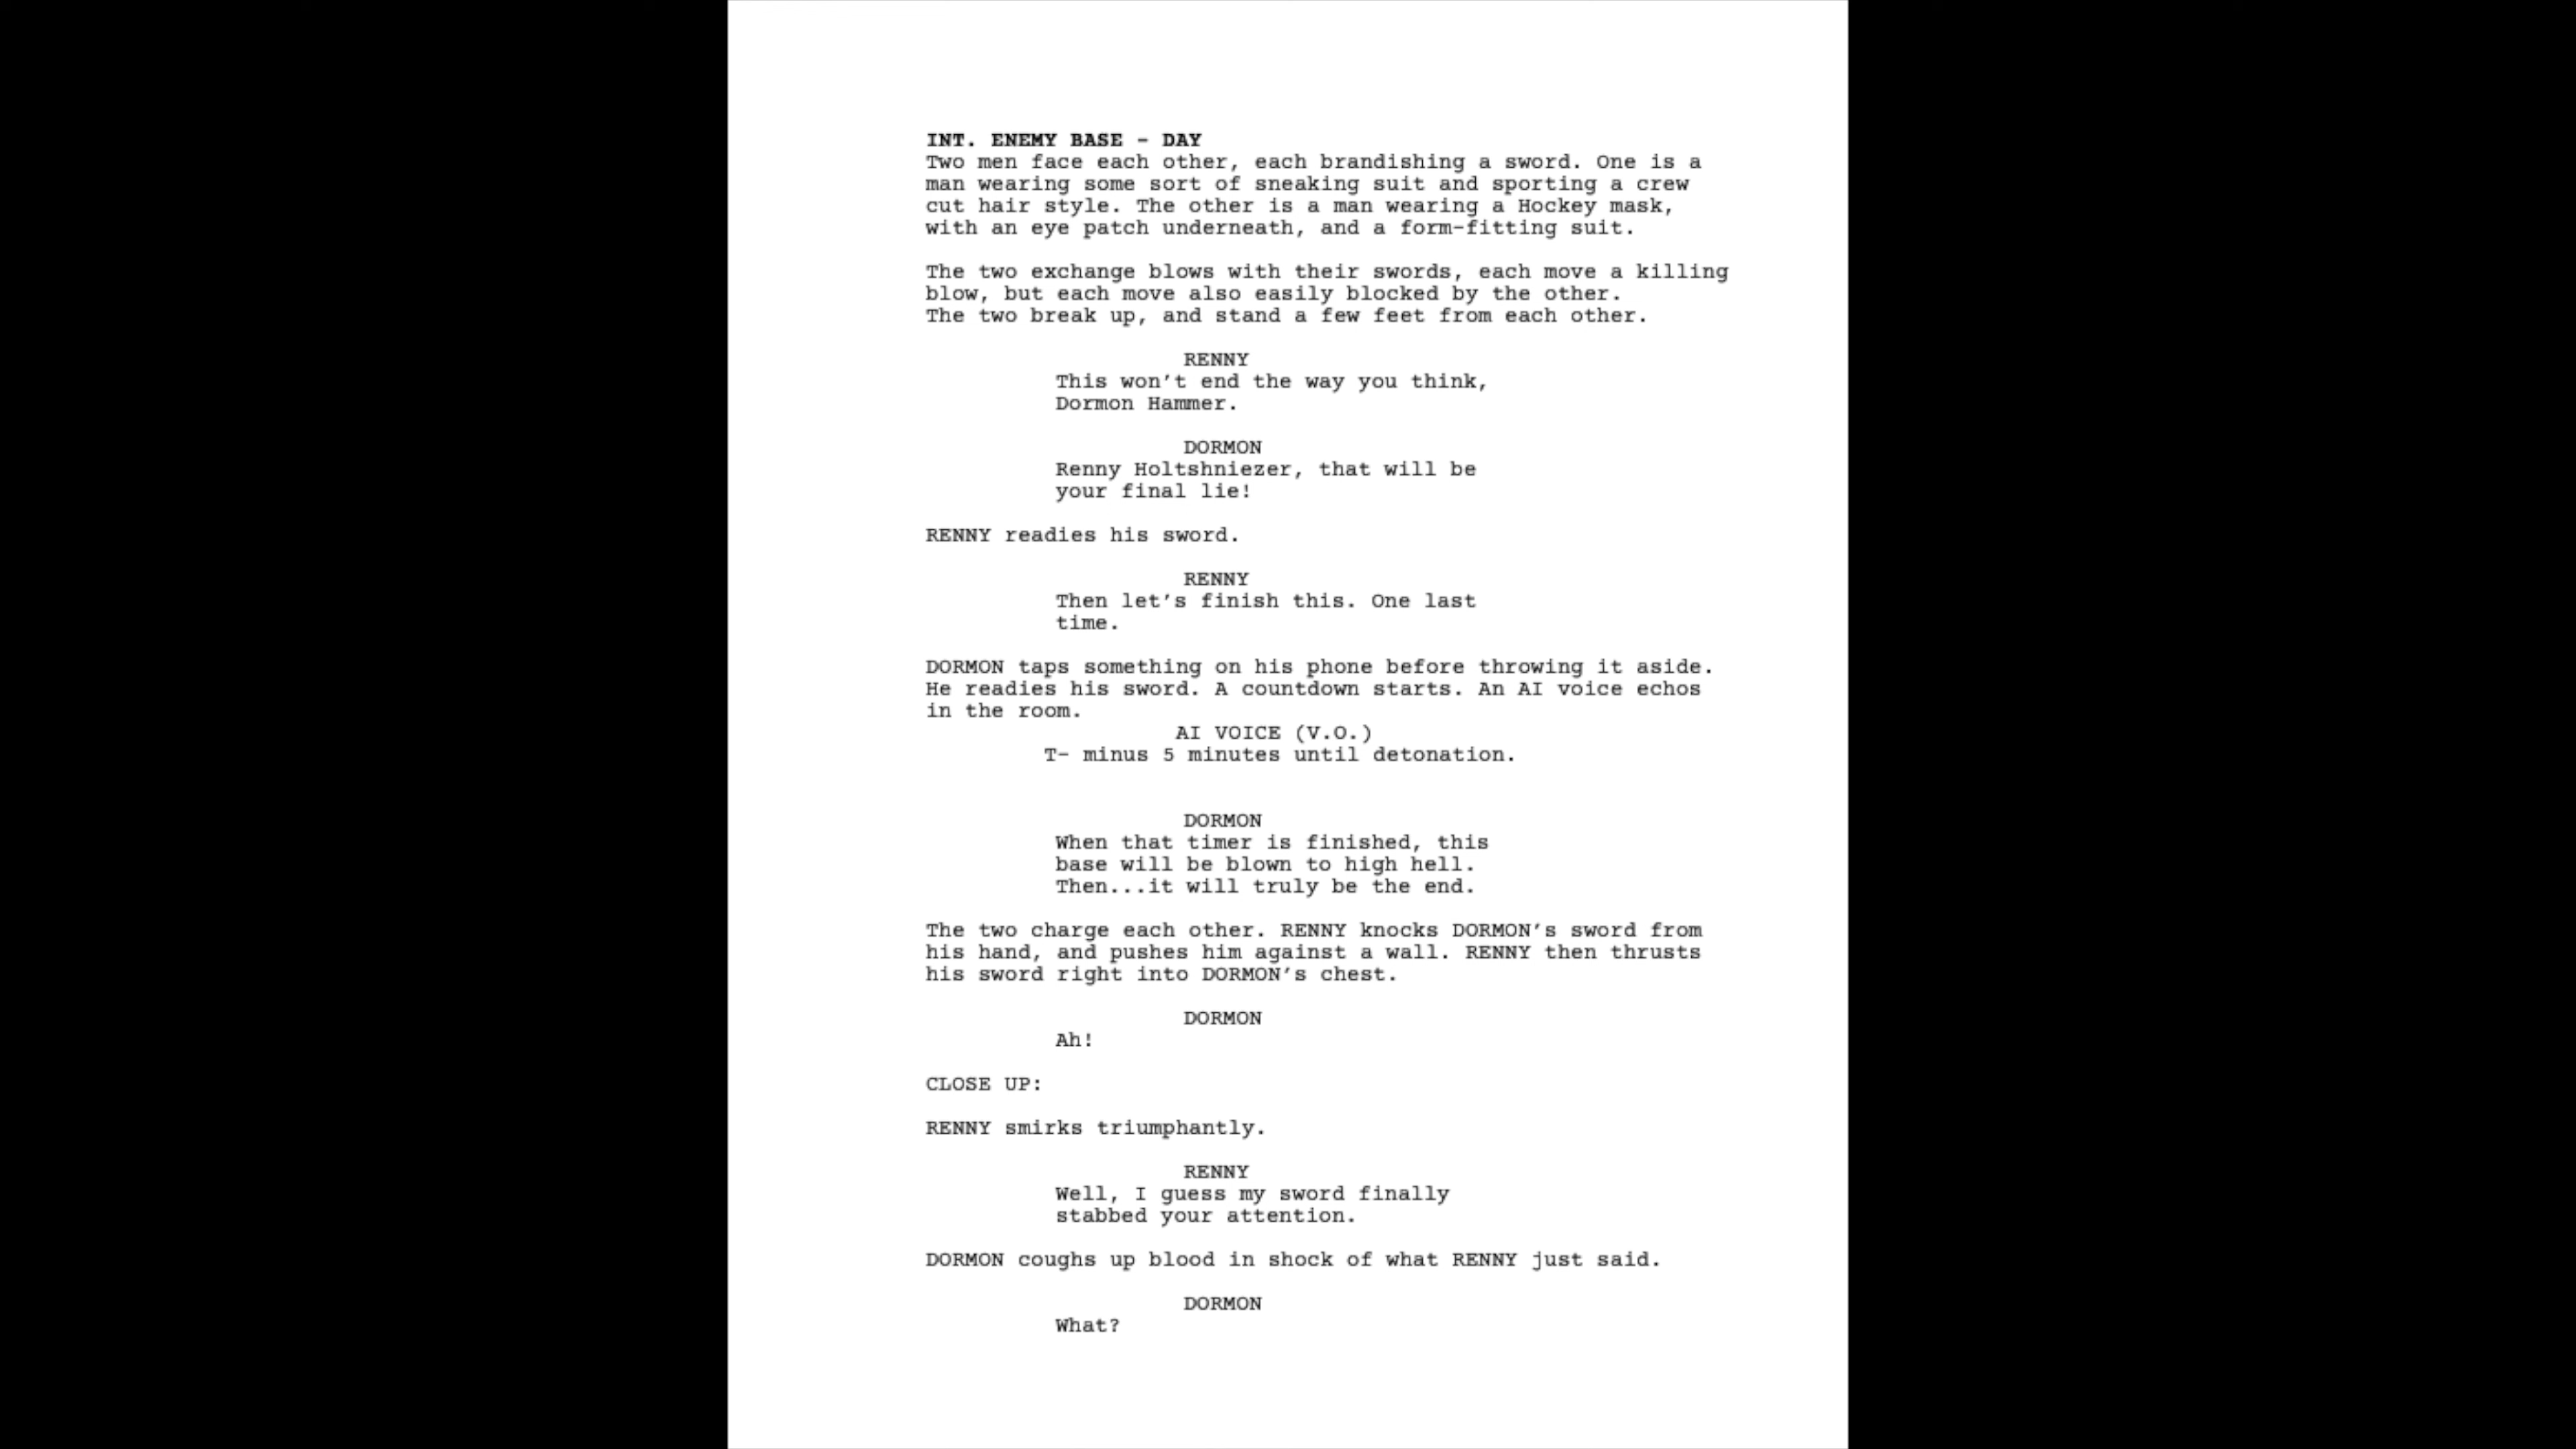 INT. ENEMY BASE - DAY
Two men face each other, each brandishing a sword. One is a
man wearing some sort of sneaking suit and sporting a crew
cut hair style. The other is a man wearing a Hockey mask,
with an eye patch underneath, and a form-fitting suit.
The two exchange blows with their swords, each move a killing
blow, but each move also easily blocked by the other.
The two break up, and stand a few feet from each other.
RENNY
This won't end the way you think,
Dormon Hammer.
DORMON
Renny Holtshniezer, that will be
your final lie!
RENNY readies his sword.
RENNY
Then let's finish this. One last
time.
DORMON taps something on his phone before throwing it aside.
He readies his sword. A countdown starts. An AI voice echos
in the room.
AI VOICE (V.O.)
T- minus 5 minutes until detonation.
DORMON
When that timer is finished, this
base will be blown to high hell.
Then...it will truly be the end.
The two charge each other. RENNY knocks DORMON's sword from
his hand, and pushes him against a wall. RENNY then thrusts
his sword right into DORMON's chest.
DORMON
Ah!
CLOSE UP:
RENNY smirks triumphantly.
RENNY
Well, I guess my sword finally
stabbed your attention.
DORMON coughs up blood in shock of what RENNY just said.
DORMON
What?